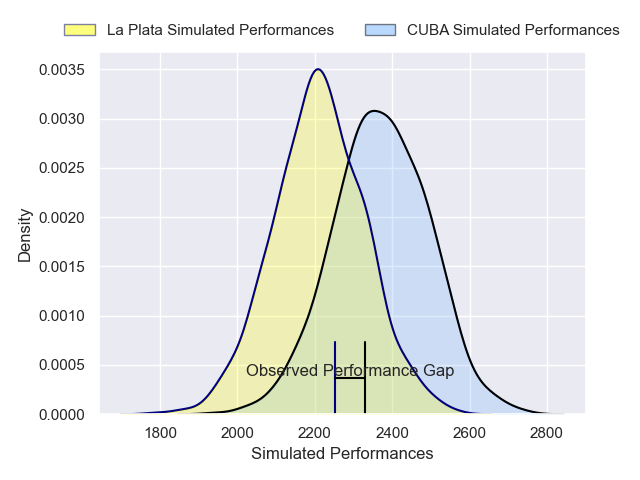 La Plata Simulated Performances CUBA Simulated Performances
0.0035
0.0030
0.0025
0.0020
0.0015
0.0010
0.0005
0.0000
Density
Observed Performance Gap
1800 2000 2200 2400 2600 2800
Simulated Performances